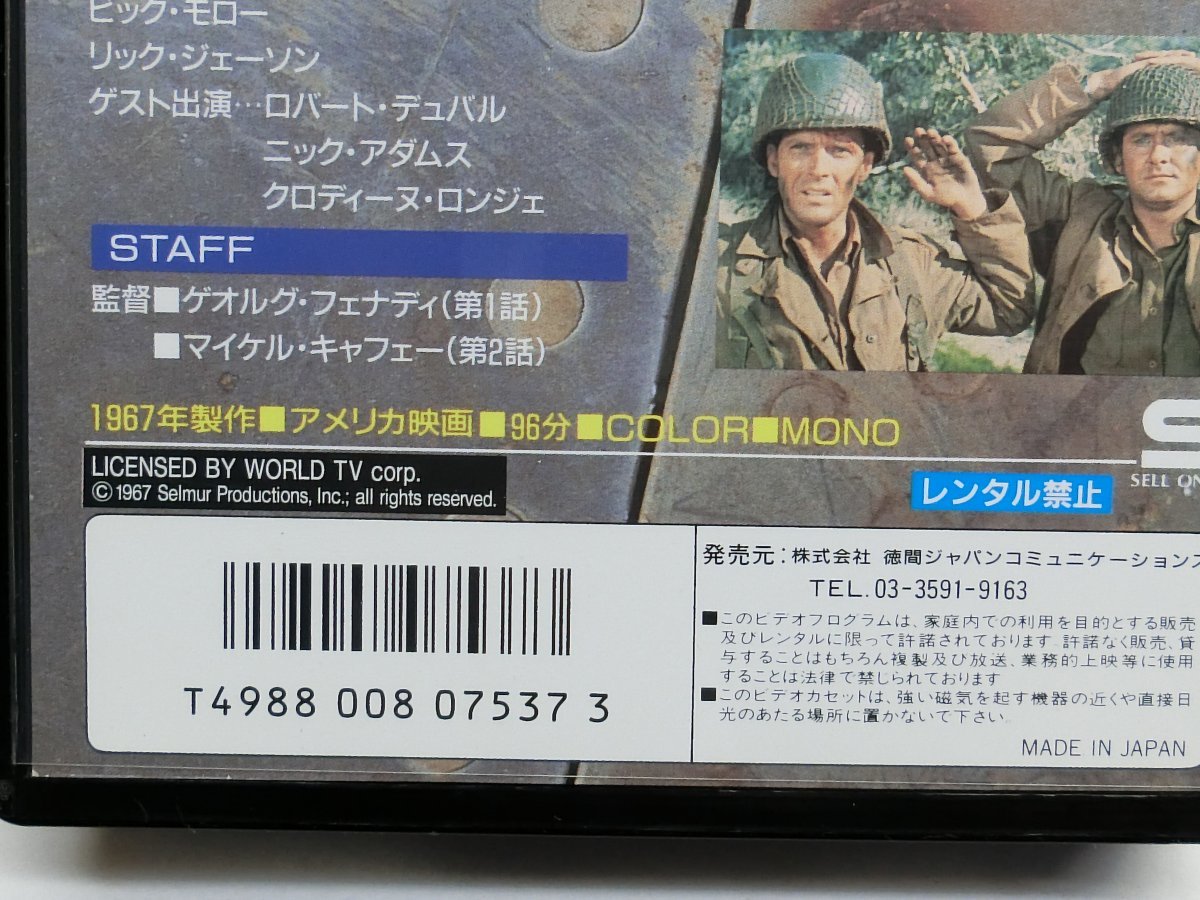 ビック・モロー
リック・ジェーソン
ゲスト出演…ロバート・デュバル
ニック・アダムス
クロディーヌ・ロンジェ
STAFF
監督■ゲオルグ・フェナディ(第1話)
■マイケル・キャフェー(第2話)
1967年製作■アメリカ映画■96分■COLOR■MONO
LICENSED BY WORLD TV corp.
©1967 Selmur Productions, Inc.; all rights reserved.
SELL ON
レンタル禁止
T4988 008 07537 3
発売元:株式会社 徳間ジャパンコミュニケーションズ
TEL.03-3591-9163
■このビデオプログラムは、家庭内での利用を目的とする販売
及びレンタルに限って許諾されております。許諾なく販売、貸
与することはもちろん複製及び放送、業務的上映等に使用
することは法律で禁じられております
■このビデオカセットは、強い磁気を起す機器の近くや直接日
光のあたる場所に置かないで下さい。
MADE IN JAPAN